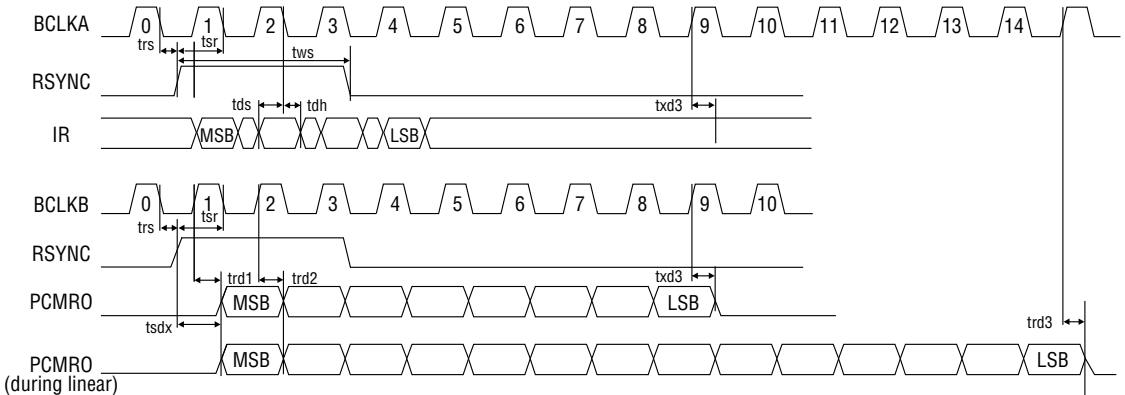 BCLKA 0 1 2 3 4 5 6 7 8 9 10 11 12 13 14
trs tsr
tws
RSYNC
tds tdh txd3
IR MSB LSB
BCLKB 0 1 2 3 4 5 6 7 8 9 10
trs tsr
RSYNC
trd1 trd2 txd3
PCMRO MSB LSB
tsdx trd3
PCMRO MSB LSB
(during linear)